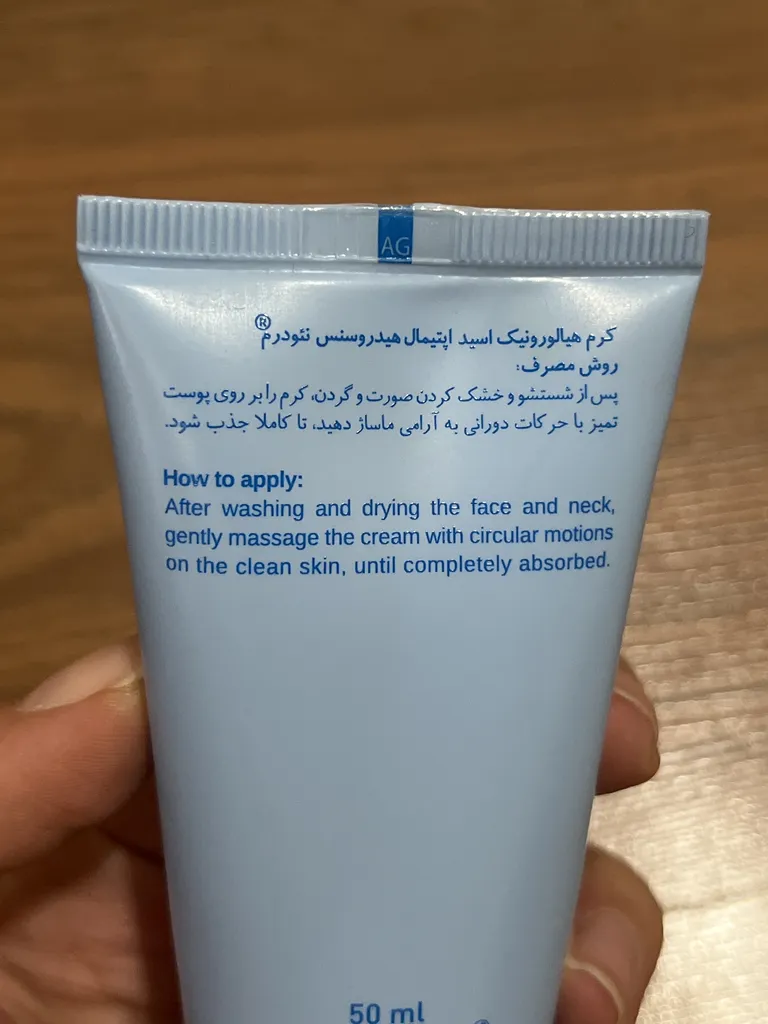 AG
کرم هیالورونیک اسید اپتیمال هیدروسنس نئودرم®
روش مصرف:
پس از شستشو و خشک کردن صورت و گردن، کرم را بر روی پوست
تمیز با حرکات دورانی به آرامی ماساژ دهید، تا کاملا جذب شود.
How to apply:
After washing and drying the face and neck,
gently massage the cream with circular motions
on the clean skin, until completely absorbed.
50 ml